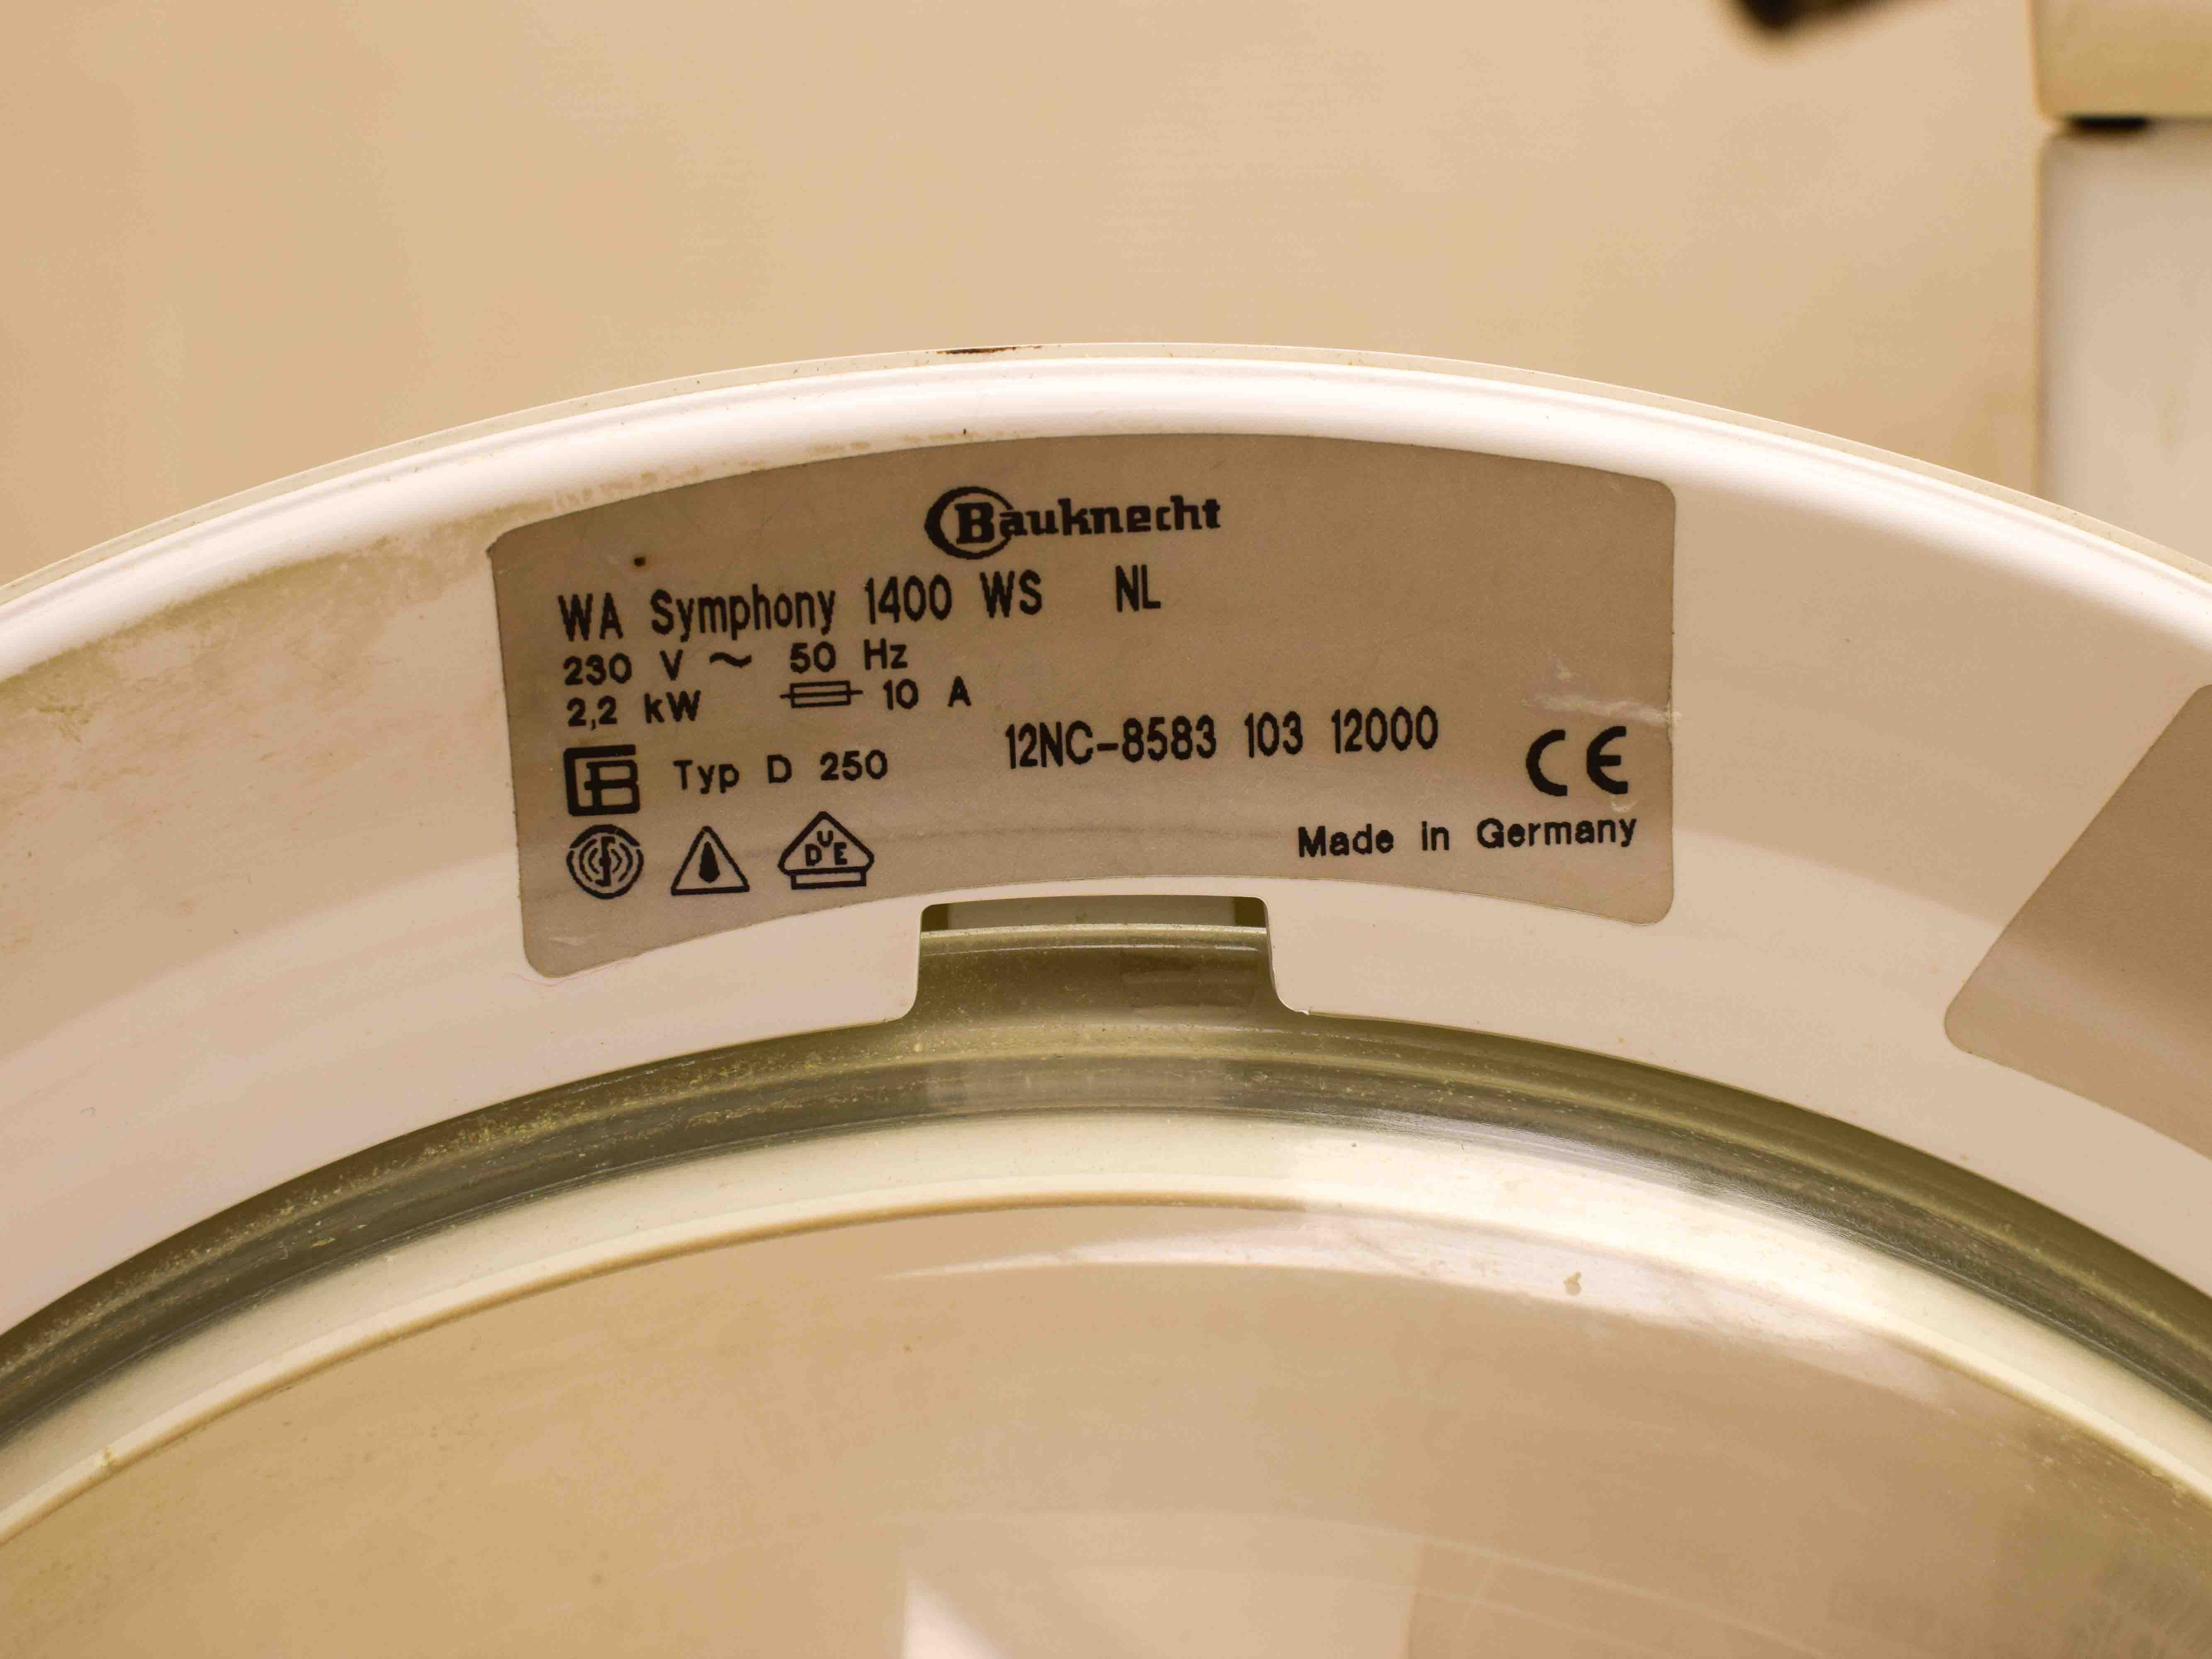 Bauknecht
WA Symphony 1400 WS NL
230 V ~ 50 Hz
2,2 kW 10 A
12NC-8583 103 12000
Typ D 250
CE
DVE
Made in Germany